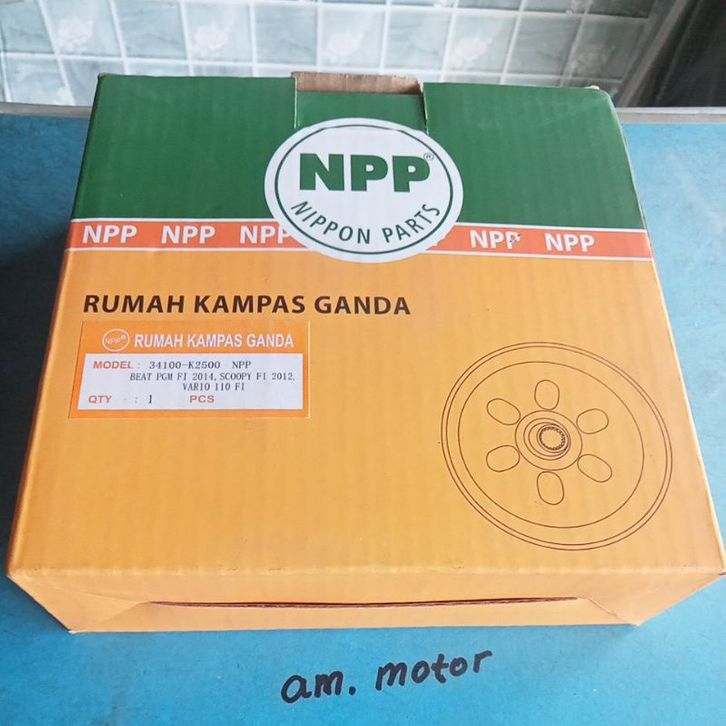 NPP®
NIPPON PARTS
NPP NPP NPP NPP NPP
RUMAH KAMPAS GANDA
NPP® RUMAH KAMPAS GANDA
MODEL : 34100-K2500 NPP
BEAT PGM FI 2014, SCOOPY FI 2012,
VARIO 110 FI
QTY : 1 PCS
am. motor